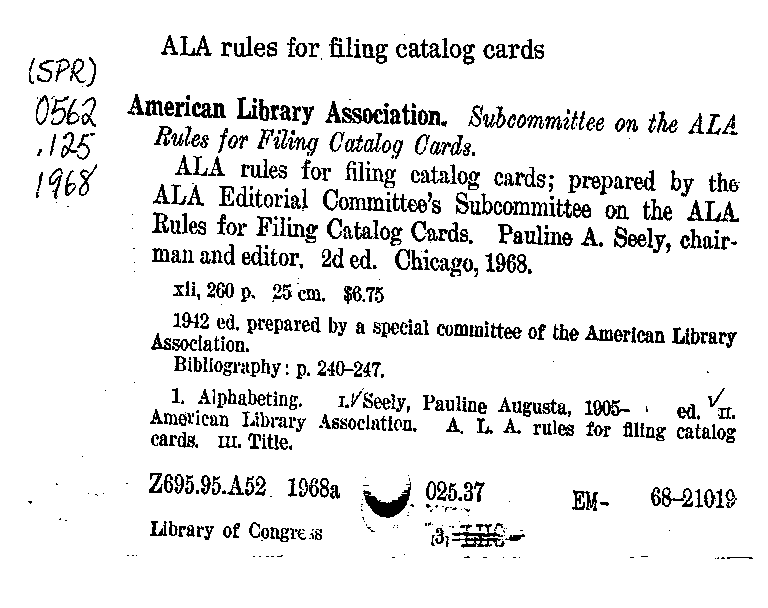 ALA rules for filing catalog cards
(SPR)
0562
.125
1968
American Library Association. Subcommittee on the ALA
Rules for Filing Catalog Cards.
ALA rules for filing catalog cards; prepared by the
ALA Editorial Committee's Subcommittee on the ALA
Rules for Filing Catalog Cards. Pauline A. Seely, chair-
man and editor. 2d ed. Chicago, 1968.
xii, 260 p. 25 cm. $6.75
1942 ed. prepared by a special committee of the American Library
Association.
Bibliography: p. 240–247.
1. Alphabeting. I. Seely, Pauline Augusta, 1905– ed. II.
American Library Association. A. L. A. rules for filing catalog
cards. III. Title.
Z695.95.A52 1968a 025.37 EM- 68–21019
Library of Congress